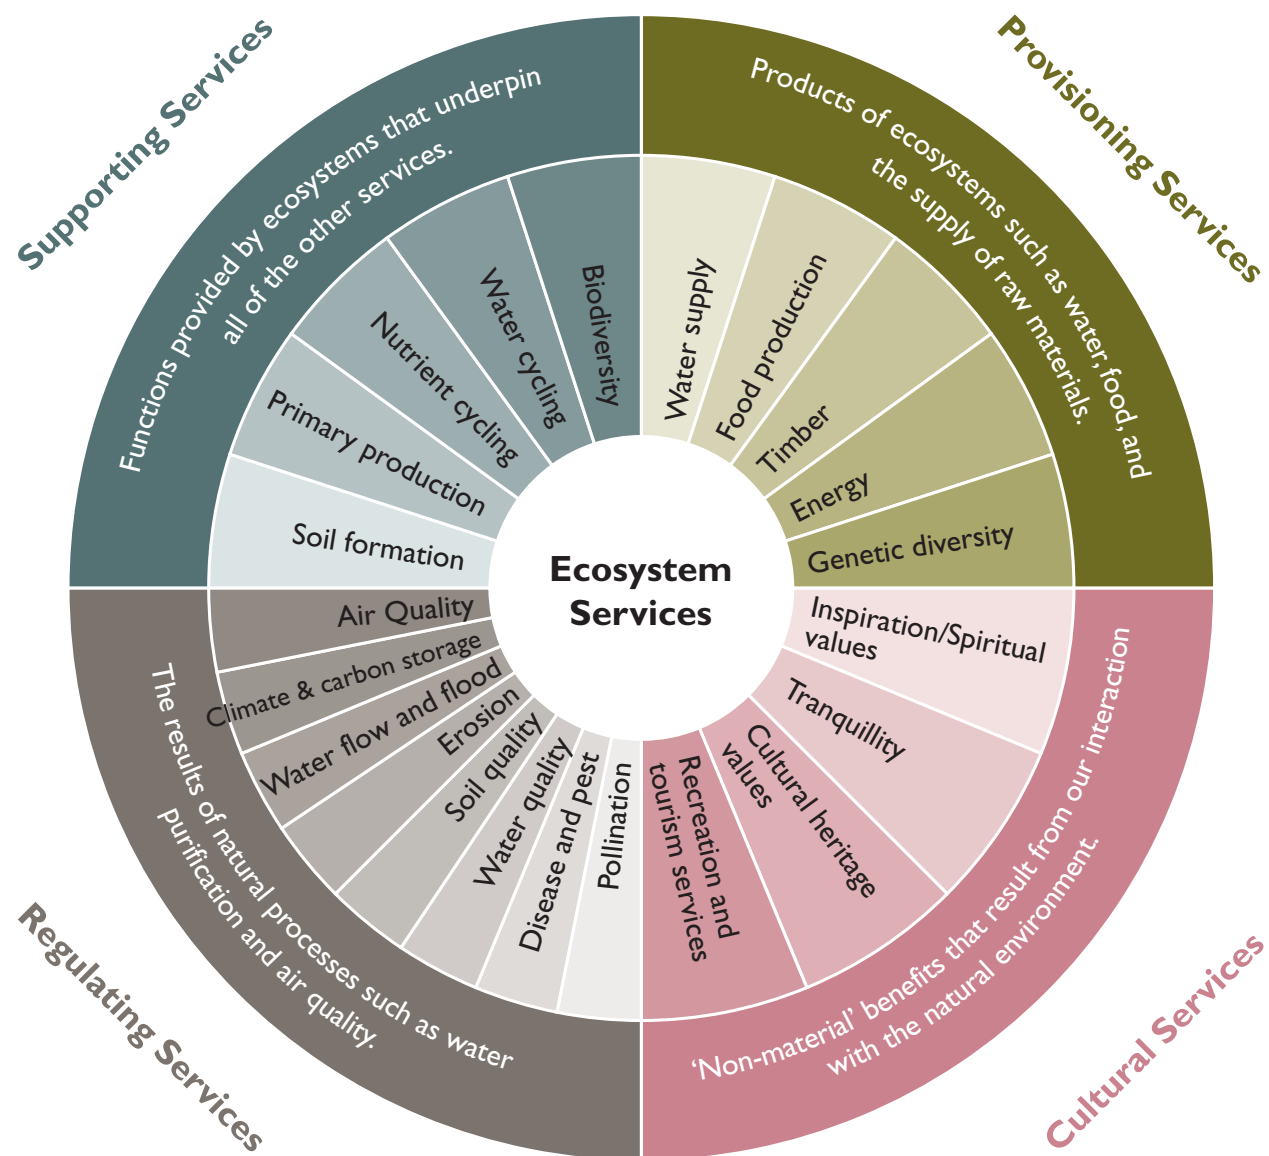 Supporting Services
Functions provided by ecosystems that underpin
all of the other services.
Soil formation
Primary production
Nutrient cycling
Water cycling
Biodiversity
Provisioning Services
Products of ecosystems such as water, food, and
the supply of raw materials.
Water supply
Food production
Timber
Energy
Genetic diversity
Ecosystem
Services
Cultural Services
‘Non-material’ benefits that result from our interaction
with the natural environment.
Inspiration/Spiritual
values
Tranquillity
Cultural heritage
values
Recreation and
tourism services
Regulating Services
The results of natural processes such as water
purification and air quality.
Air Quality
Climate & carbon storage
Water flow and flood
Erosion
Soil quality
Water quality
Disease and pest
Pollination